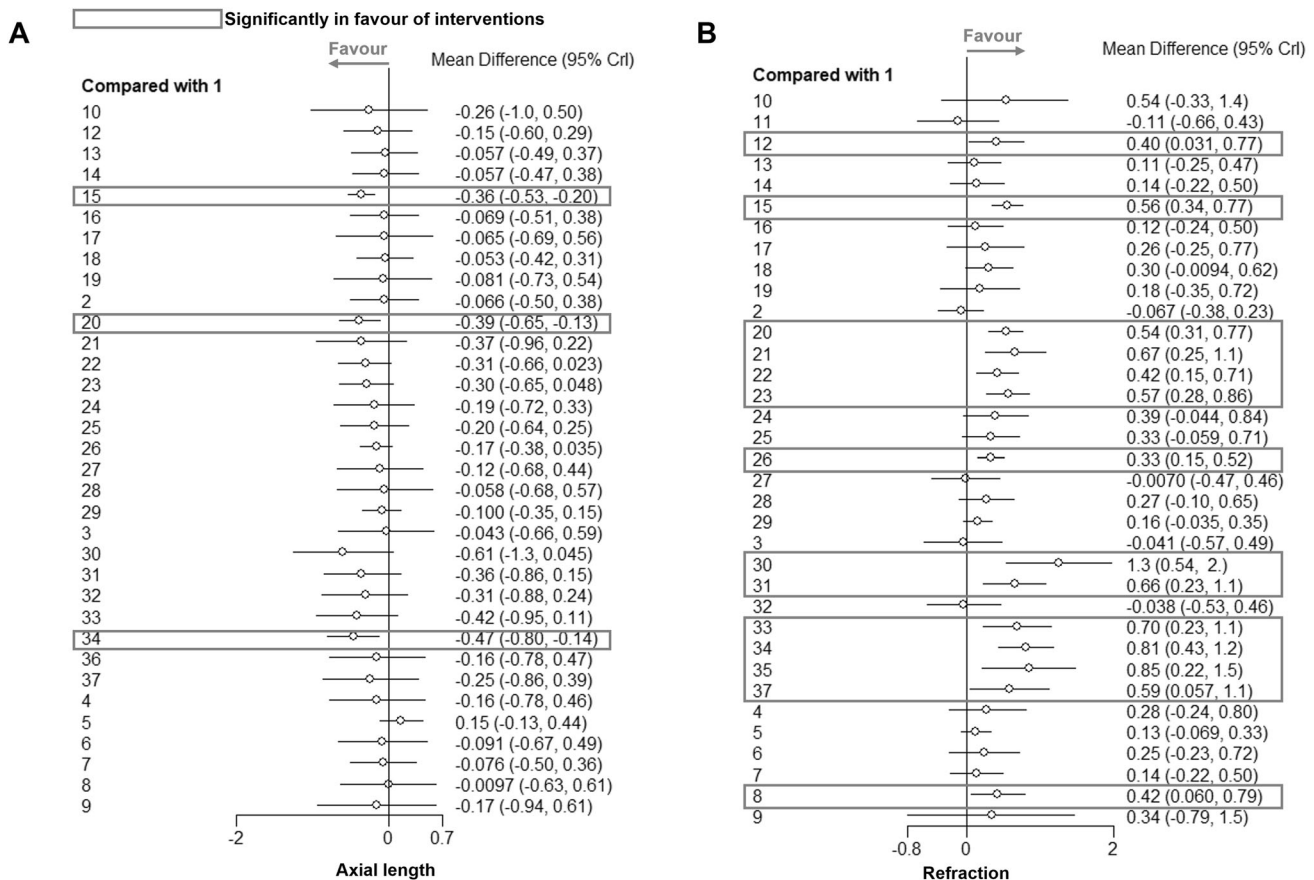 Significantly in favour of interventions
A
Favour
Mean Difference (95% CrI)
Compared with 1
10 -0.26 (-1.0, 0.50)
12 -0.15 (-0.60, 0.29)
13 -0.057 (-0.49, 0.37)
14 -0.057 (-0.47, 0.38)
15 -0.36 (-0.53, -0.20)
16 -0.069 (-0.51, 0.38)
17 -0.065 (-0.69, 0.56)
18 -0.053 (-0.42, 0.31)
19 -0.081 (-0.73, 0.54)
2 -0.066 (-0.50, 0.38)
20 -0.39 (-0.65, -0.13)
21 -0.37 (-0.96, 0.22)
22 -0.31 (-0.66, 0.023)
23 -0.30 (-0.65, 0.048)
24 -0.19 (-0.72, 0.33)
25 -0.20 (-0.64, 0.25)
26 -0.17 (-0.38, 0.035)
27 -0.12 (-0.68, 0.44)
28 -0.058 (-0.68, 0.57)
29 -0.100 (-0.35, 0.15)
3 -0.043 (-0.66, 0.59)
30 -0.61 (-1.3, 0.045)
31 -0.36 (-0.86, 0.15)
32 -0.31 (-0.88, 0.24)
33 -0.42 (-0.95, 0.11)
34 -0.47 (-0.80, -0.14)
36 -0.16 (-0.78, 0.47)
37 -0.25 (-0.86, 0.39)
4 -0.16 (-0.78, 0.46)
5 0.15 (-0.13, 0.44)
6 -0.091 (-0.67, 0.49)
7 -0.076 (-0.50, 0.36)
8 -0.0097 (-0.63, 0.61)
9 -0.17 (-0.94, 0.61)
-2 0 0.7
Axial length
B
Favour
Mean Difference (95% CrI)
Compared with 1
10 0.54 (-0.33, 1.4)
11 -0.11 (-0.66, 0.43)
12 0.40 (0.031, 0.77)
13 0.11 (-0.25, 0.47)
14 0.14 (-0.22, 0.50)
15 0.56 (0.34, 0.77)
16 0.12 (-0.24, 0.50)
17 0.26 (-0.25, 0.77)
18 0.30 (-0.0094, 0.62)
19 0.18 (-0.35, 0.72)
2 -0.067 (-0.38, 0.23)
20 0.54 (0.31, 0.77)
21 0.67 (0.25, 1.1)
22 0.42 (0.15, 0.71)
23 0.57 (0.28, 0.86)
24 0.39 (-0.044, 0.84)
25 0.33 (-0.059, 0.71)
26 0.33 (0.15, 0.52)
27 -0.0070 (-0.47, 0.46)
28 0.27 (-0.10, 0.65)
29 0.16 (-0.035, 0.35)
3 -0.041 (-0.57, 0.49)
30 1.3 (0.54, 2.)
31 0.66 (0.23, 1.1)
32 -0.038 (-0.53, 0.46)
33 0.70 (0.23, 1.1)
34 0.81 (0.43, 1.2)
35 0.85 (0.22, 1.5)
37 0.59 (0.057, 1.1)
4 0.28 (-0.24, 0.80)
5 0.13 (-0.069, 0.33)
6 0.25 (-0.23, 0.72)
7 0.14 (-0.22, 0.50)
8 0.42 (0.060, 0.79)
9 0.34 (-0.79, 1.5)
-0.8 0 2
Refraction